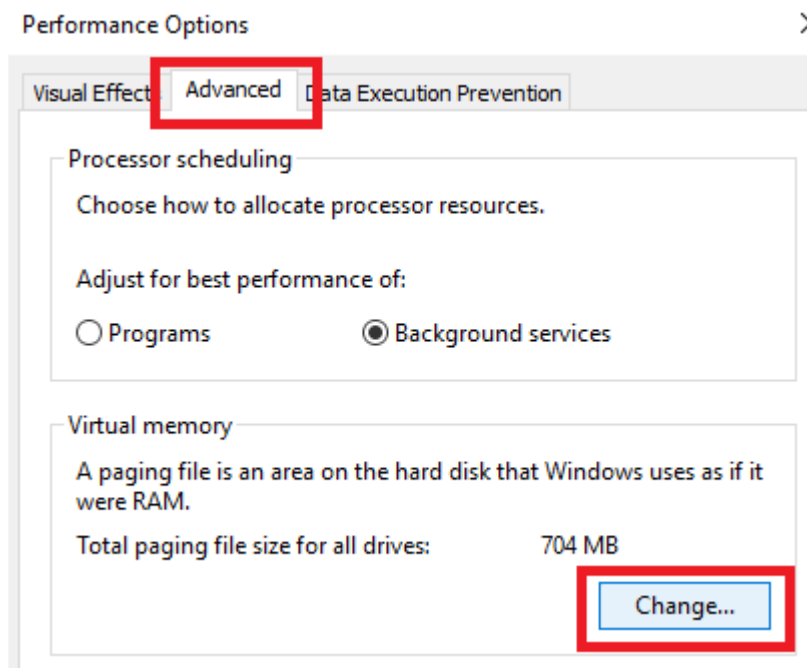 Performance Options
Visual Effects Advanced Data Execution Prevention
Processor scheduling
Choose how to allocate processor resources.
Adjust for best performance of:
Programs Background services
Virtual memory
A paging file is an area on the hard disk that Windows uses as if it
were RAM.
Total paging file size for all drives: 704 MB
Change...